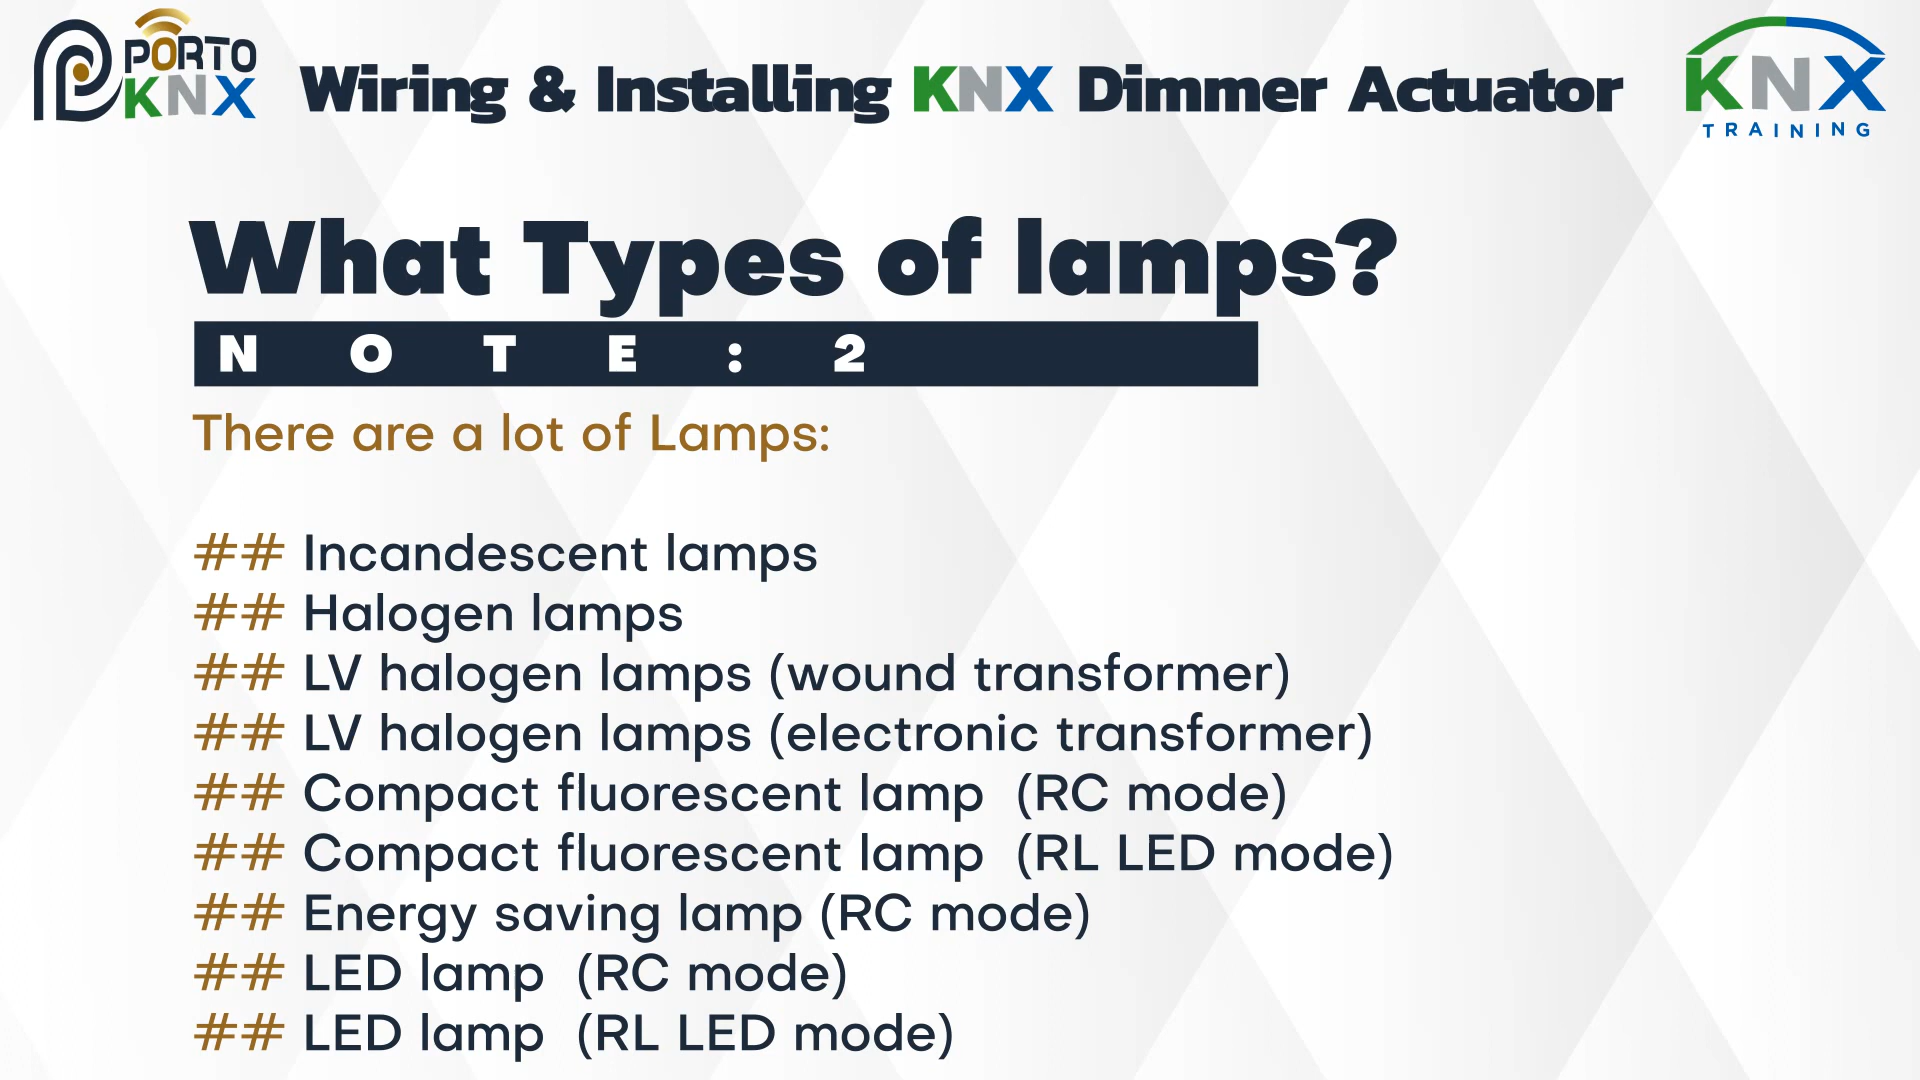 PORTO
KNX
Wiring & Installing KNX Dimmer Actuator
KNX
TRAINING
What Types of lamps?
NOTE:2
There are a lot of Lamps:
## Incandescent lamps
## Halogen lamps
## LV halogen lamps (wound transformer)
## LV halogen lamps (electronic transformer)
## Compact fluorescent lamp (RC mode)
## Compact fluorescent lamp (RL LED mode)
## Energy saving lamp (RC mode)
## LED lamp (RC mode)
## LED lamp (RL LED mode)